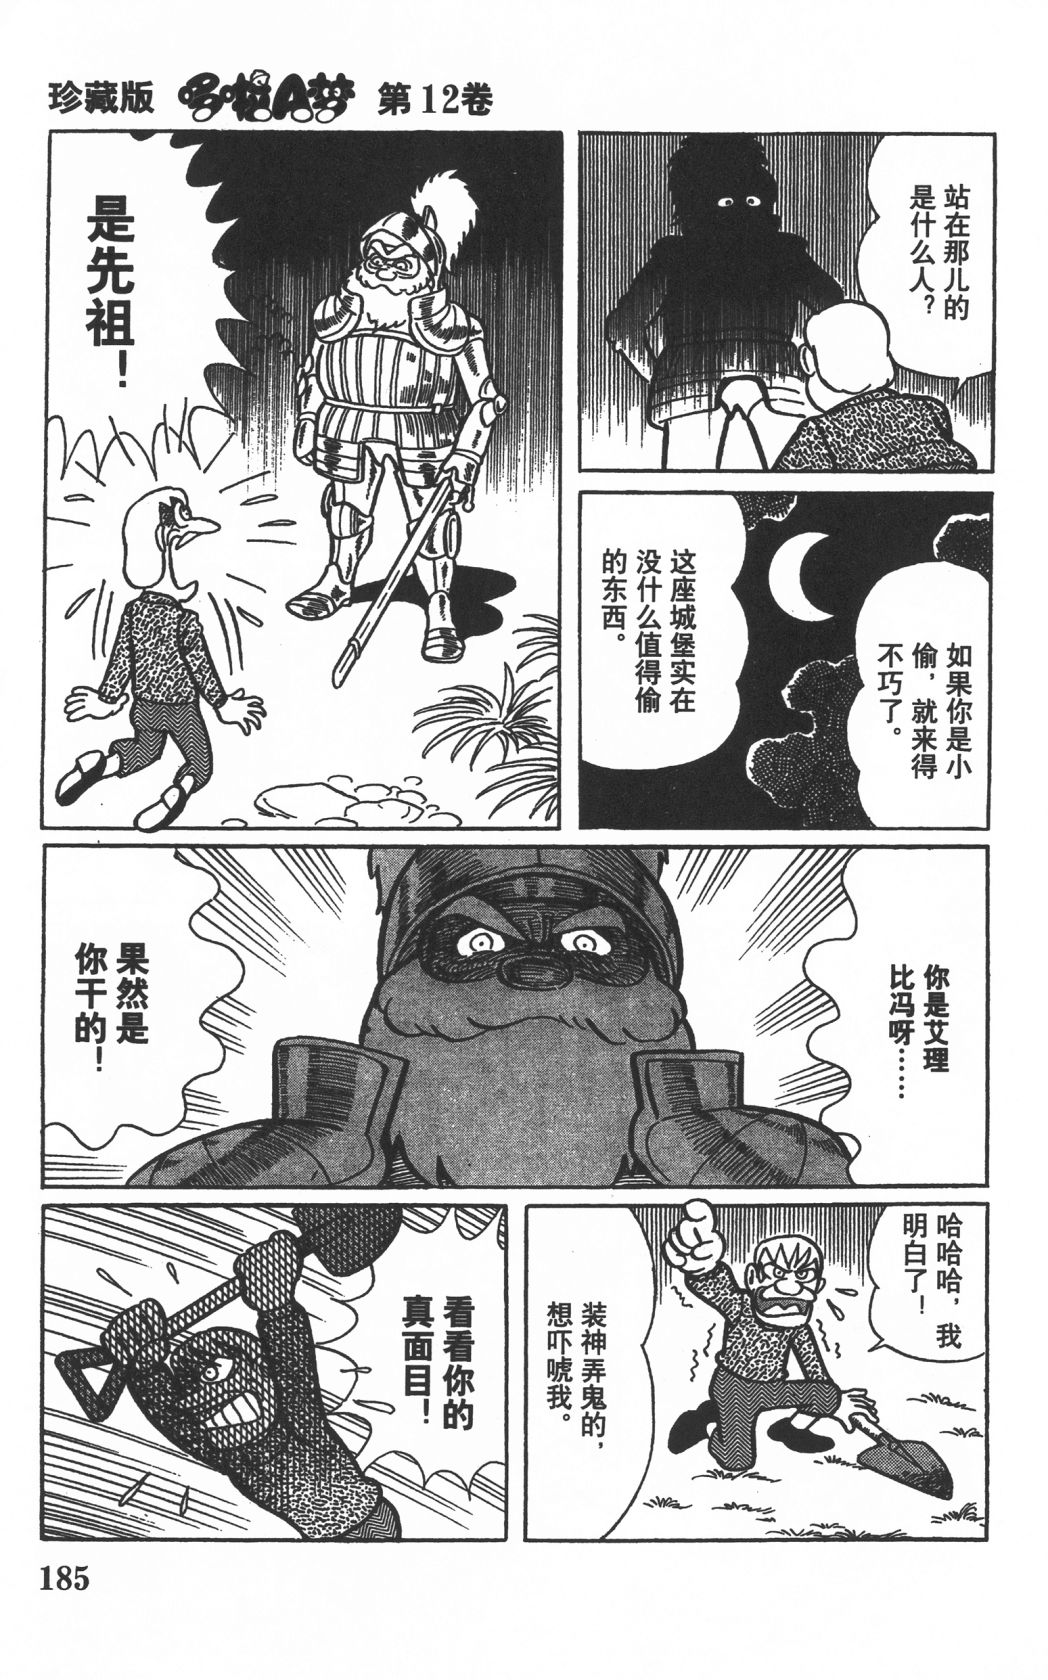 珍藏版 哆啦A梦 第12卷
站在那儿的
是什么人？
如果你是小
偷，就来得
不巧了。
这座城堡实在
没什么值得偷
的东西。
是先祖！
你是艾理
比冯呀……
果然是
你干的！
哈哈哈，我
明白了！
装神弄鬼的，
想吓唬我。
看看你的
真面目！
185